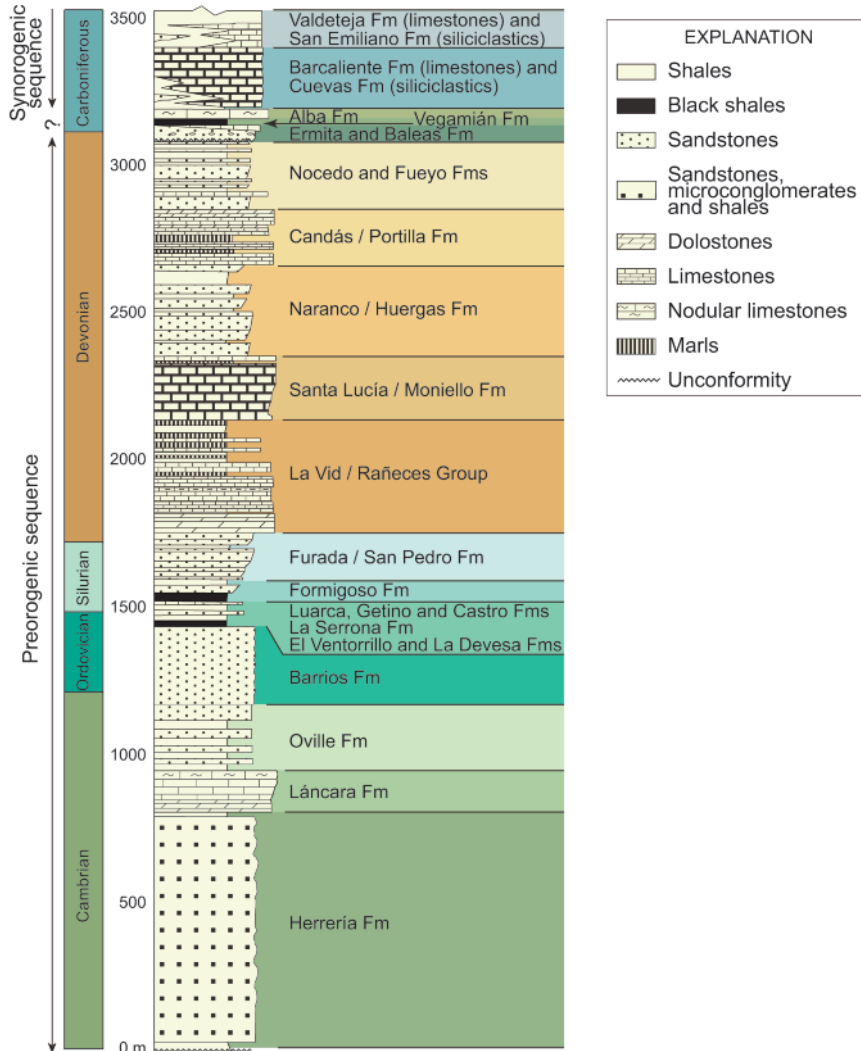 Synorogenic
sequence
?
Preorogenic sequence
Carboniferous
Devonian
Silurian
Ordovician
Cambrian
3500
3000
2500
2000
1500
1000
500
0 m
Valdeteja Fm (limestones) and
San Emiliano Fm (siliciclastics)
Barcaliente Fm (limestones) and
Cuevas Fm (siliciclastics)
Alba Fm
Vegamián Fm
Ermita and Baleas Fm
Nocedo and Fueyo Fms
Candás / Portilla Fm
Naranco / Huergas Fm
Santa Lucía / Moniello Fm
La Vid / Rañeces Group
Furada / San Pedro Fm
Formigoso Fm
Luarca, Getino and Castro Fms
La Serrona Fm
El Ventorrillo and La Devesa Fms
Barrios Fm
Oville Fm
Láncara Fm
Herrería Fm
EXPLANATION
Shales
Black shales
Sandstones
Sandstones,
microconglomerates
and shales
Dolostones
Limestones
Nodular limestones
Marls
Unconformity